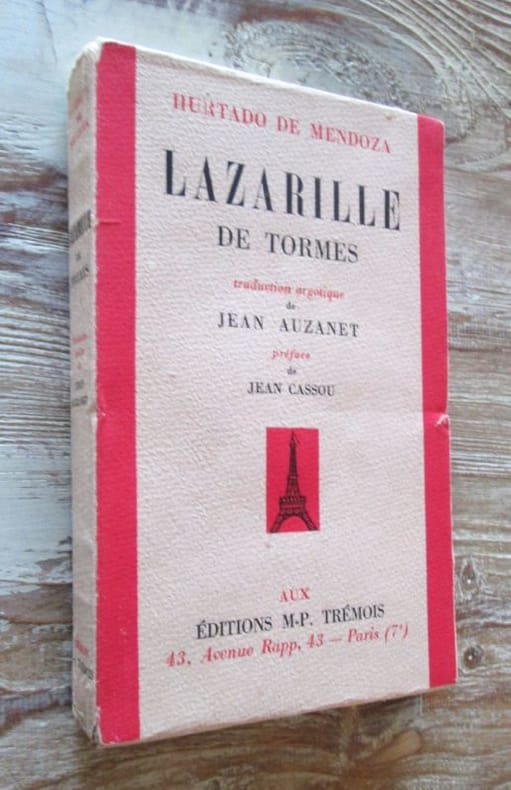 HURTADO DE MENDOZA
LAZARILLE
DE TORMES
traduction argotique
de
JEAN AUZANET
préface
de
JEAN CASSOU
AUX
ÉDITIONS M-P. TRÉMOIS
43, Avenue Rapp, 43 — Paris (7ᵉ)